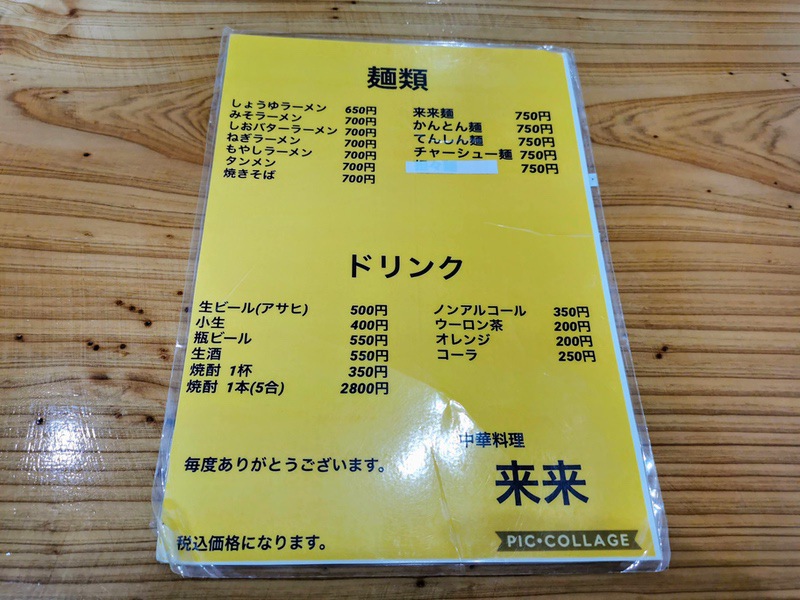 麺類
しょうゆラーメン 650円
みそラーメン 700円
しおバターラーメン 700円
ねぎラーメン 700円
もやしラーメン 700円
タンメン 700円
焼きそば 700円
来来麺 750円
かんとん麺 750円
てんしん麺 750円
チャーシュー麺 750円
750円
ドリンク
生ビール(アサヒ) 500円
小生 400円
瓶ビール 550円
生酒 550円
焼酎 1杯 350円
焼酎 1本(5合) 2800円
ノンアルコール 350円
ウーロン茶 200円
オレンジ 200円
コーラ 250円
中華料理
毎度ありがとうございます。
来来
税込価格になります。
PIC•COLLAGE